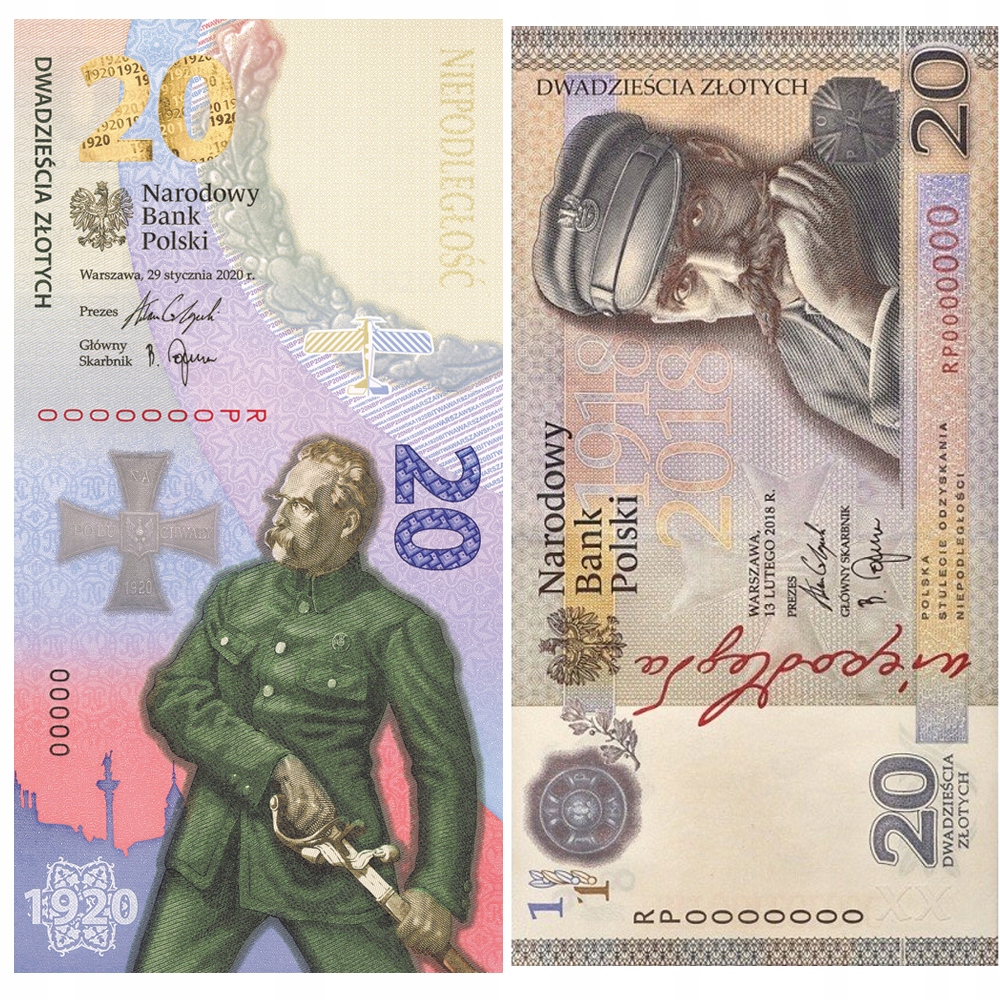 DWADZIEŚCIA ZŁOTYCH
20
1920
Narodowy
Bank
Polski
Warszawa, 29 stycznia 2020 r.
Prezes
Główny
Skarbnik
NIEPODLEGŁOŚĆ
RP0000000
20
1920
00000
1920
DWADZIEŚCIA ZŁOTYCH
20
RP0000000
1918
2018
Narodowy
Bank
Polski
WARSZAWA,
13 LUTEGO 2018 R.
PREZES
GŁÓWNY SKARBNIK
POLSKA
STULECIE ODZYSKANIA
NIEPODLEGŁOŚCI
niepodległa
20
DWADZIEŚCIA
ZŁOTYCH
11
XX
RP0000000